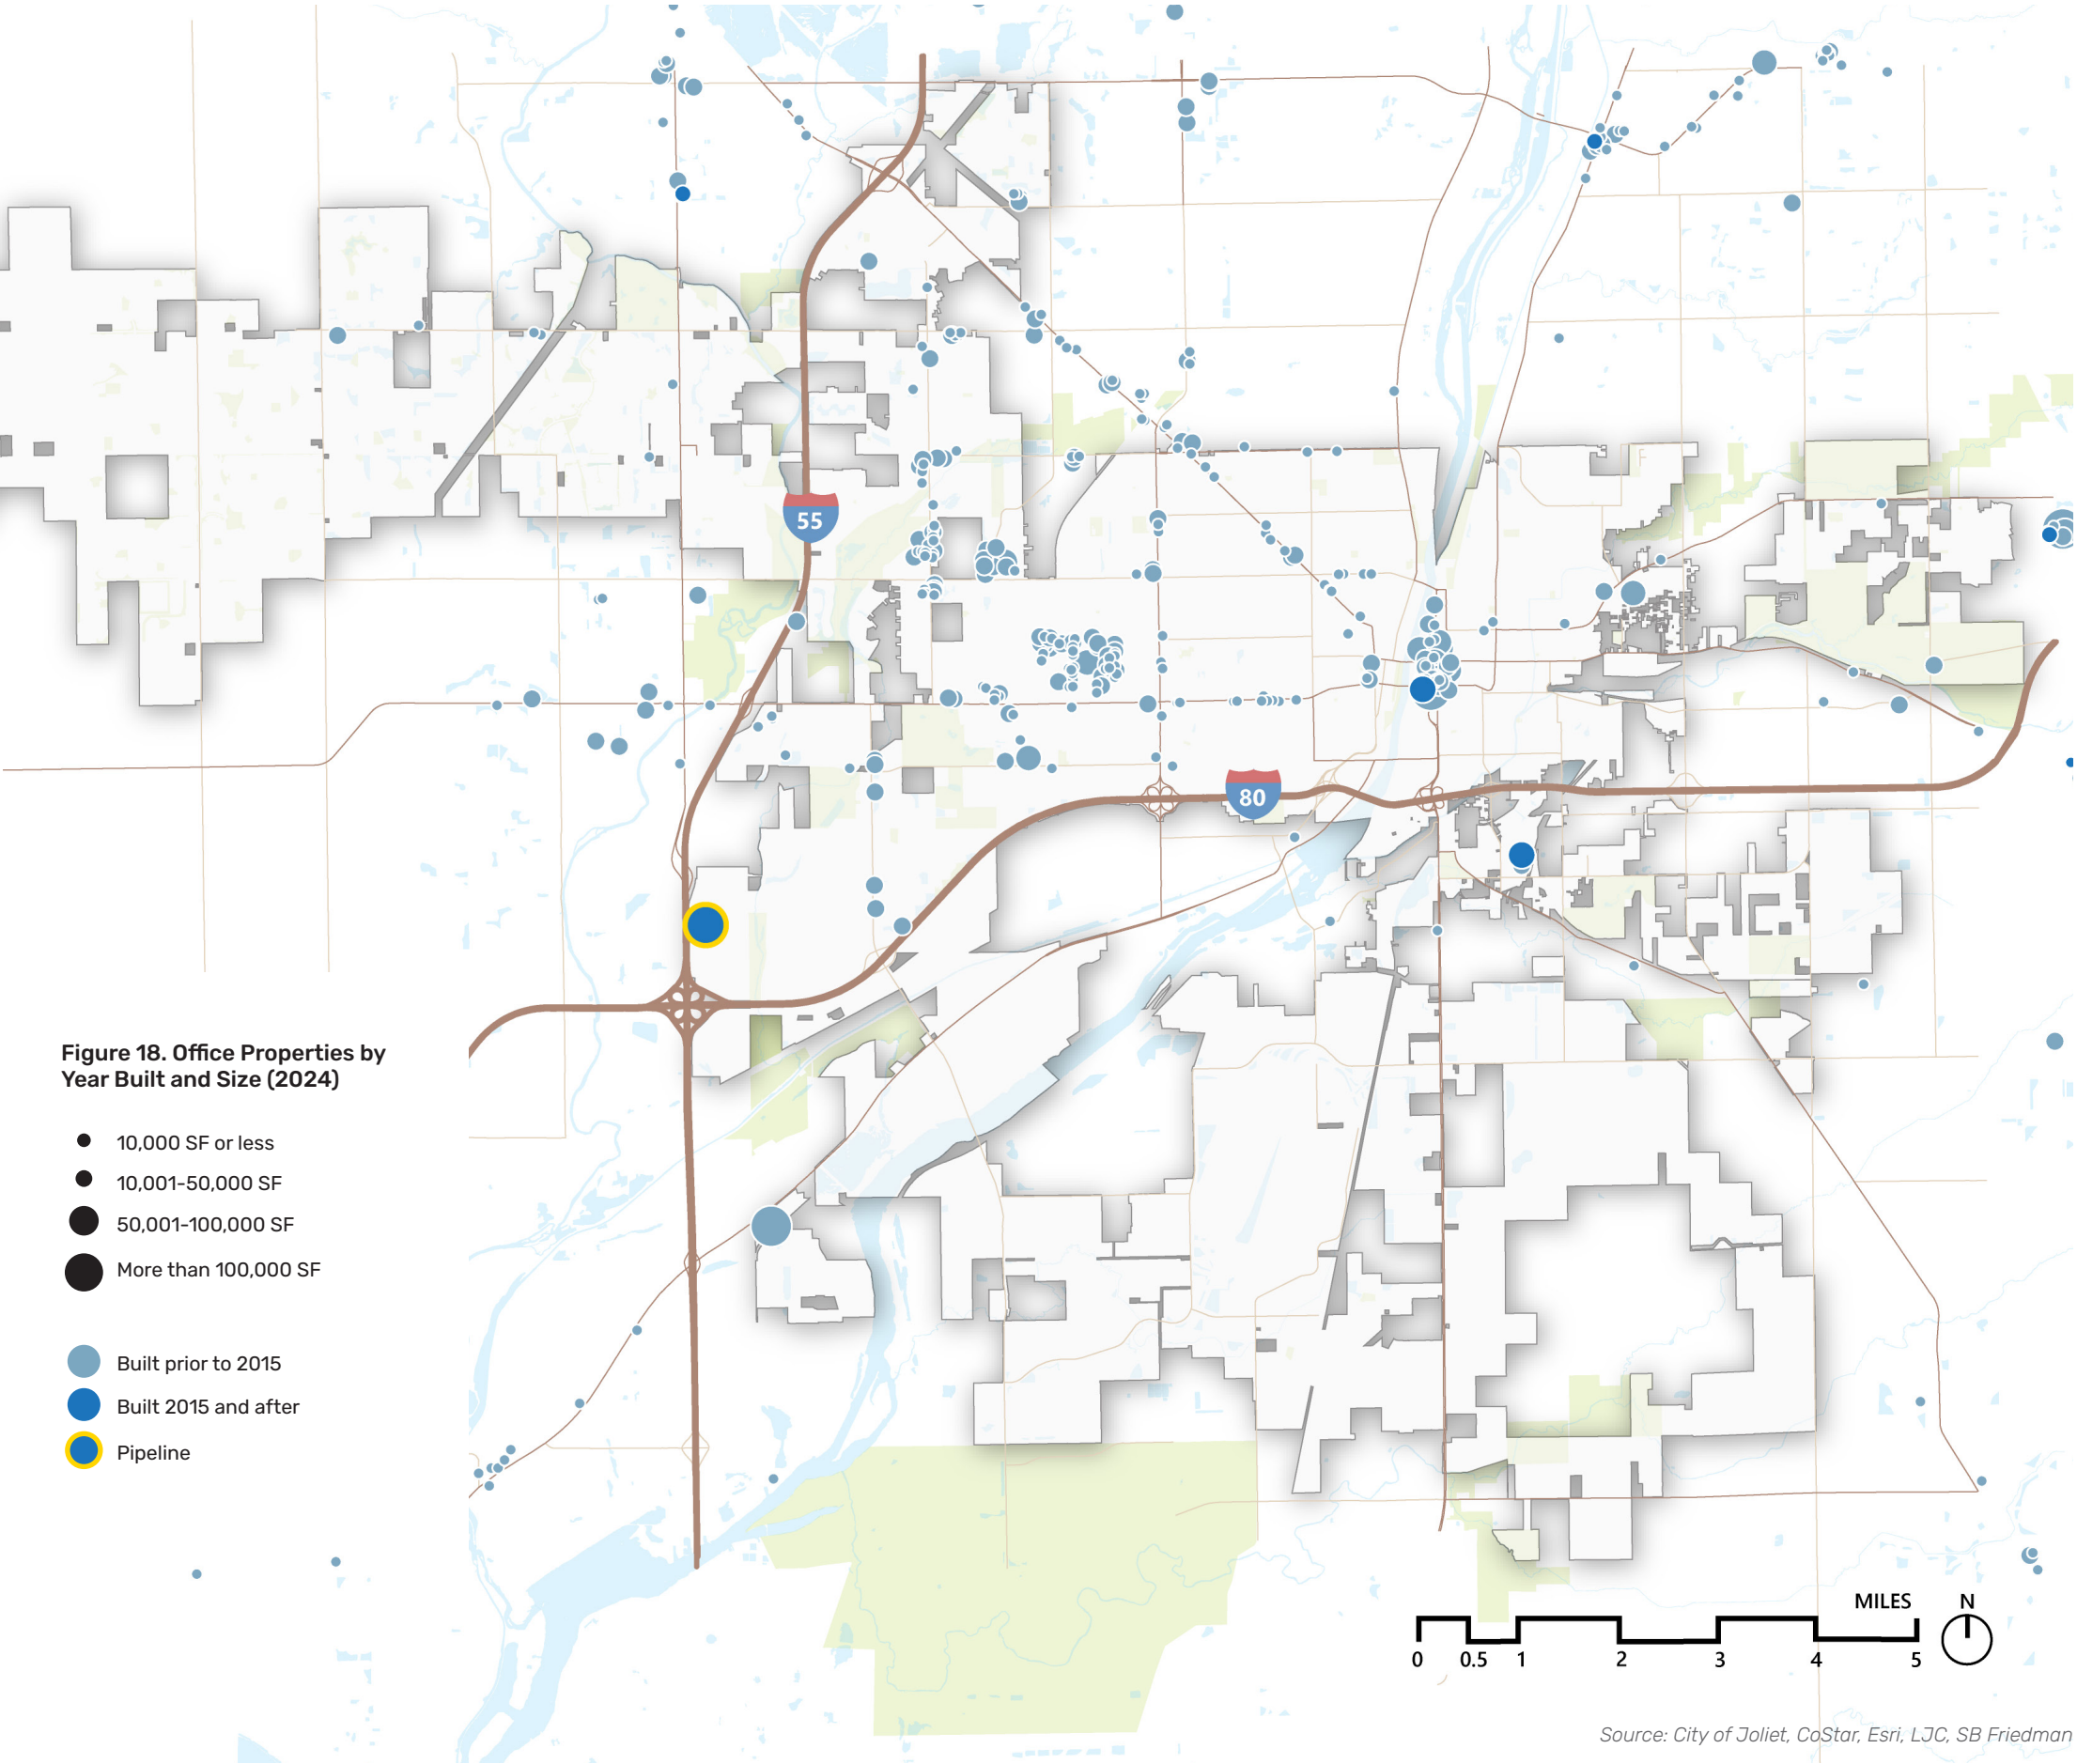 55
80
Figure 18. Office Properties by
Year Built and Size (2024)
10,000 SF or less
10,001-50,000 SF
50,001-100,000 SF
More than 100,000 SF
Built prior to 2015
Built 2015 and after
Pipeline
MILES N
0 0.5 1 2 3 4 5
Source: City of Joliet, CoStar, Esri, LJC, SB Friedman